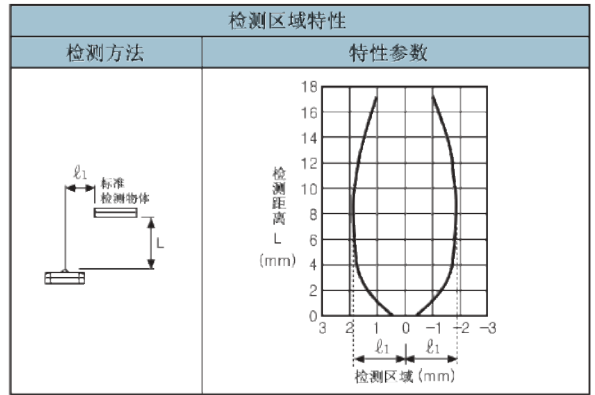 检测区域特性
检测方法
特性参数
ℓ1
标准
检测物体
L
检测距离 L (mm)
18
16
14
12
10
8
6
4
2
0
3 2 1 0 -1 -2 -3
ℓ1 ℓ1
检测区域 (mm)